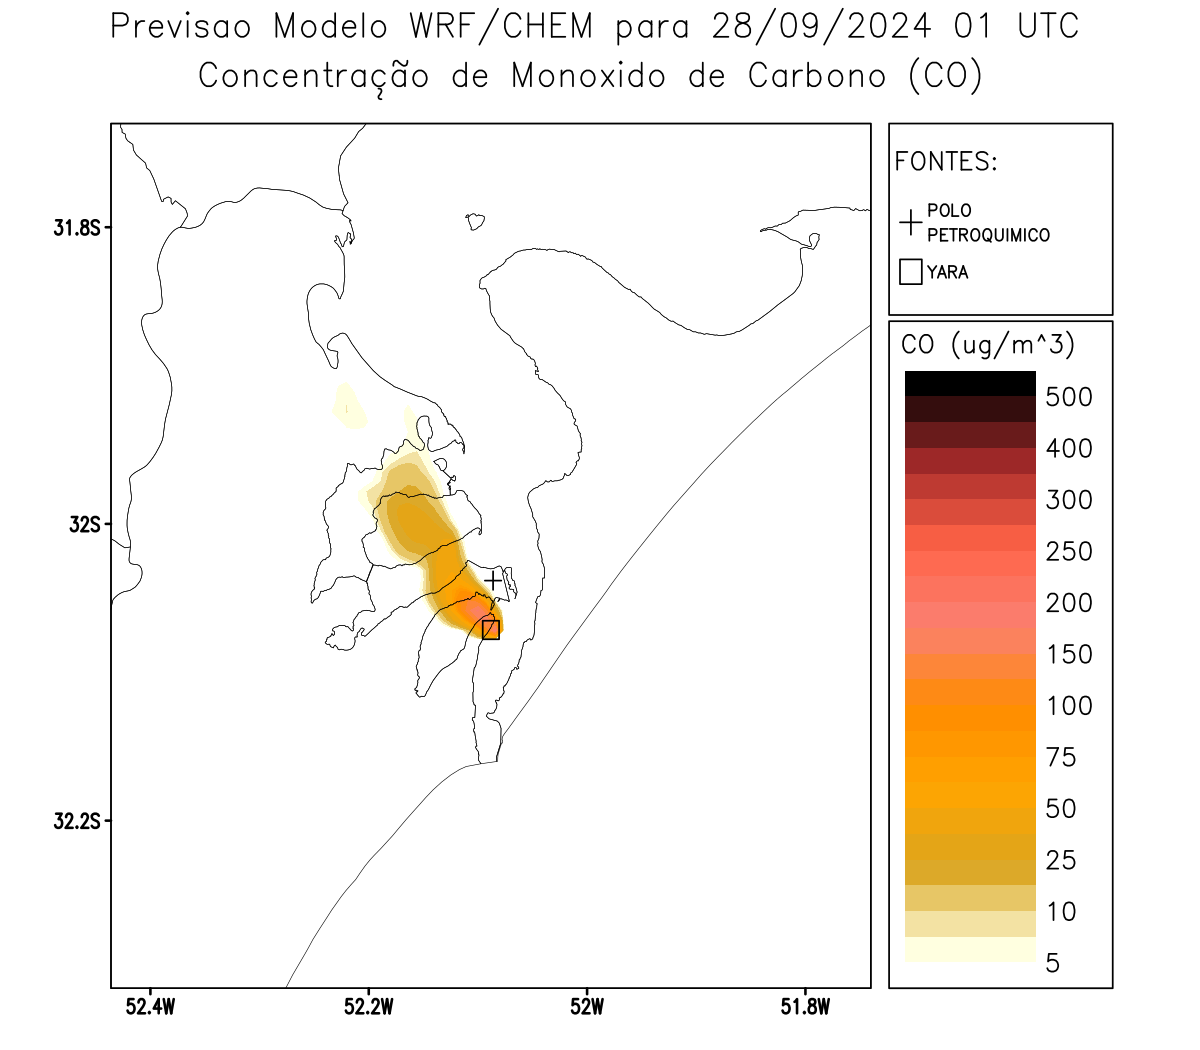 Previsao Modelo WRF/CHEM para 28/09/2024 01 UTC
Concentração de Monoxido de Carbono (CO)
FONTES:
POLO
PETROQUIMICO
YARA
CO (ug/m^3)
500
400
300
250
200
150
100
75
50
25
10
5
31.8S
32S
32.2S
52.4W
52.2W
52W
51.8W